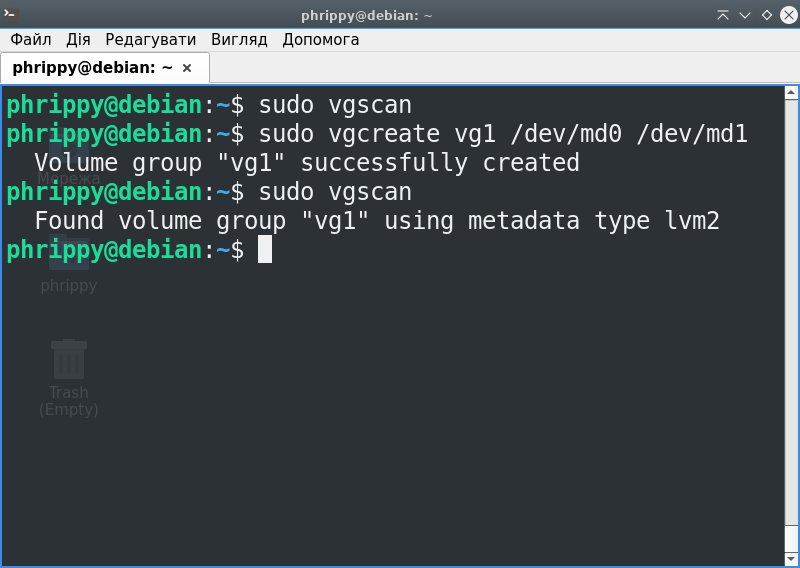 phrippy@debian: ~
Файл Дія Редагувати Вигляд Допомога
phrippy@debian: ~
phrippy@debian:~$ sudo vgscan
phrippy@debian:~$ sudo vgcreate vg1 /dev/md0 /dev/md1
Volume group "vg1" successfully created
Мережа
phrippy@debian:~$ sudo vgscan
Found volume group "vg1" using metadata type lvm2
phrippy@debian:~$
phrippy
Trash
(Empty)